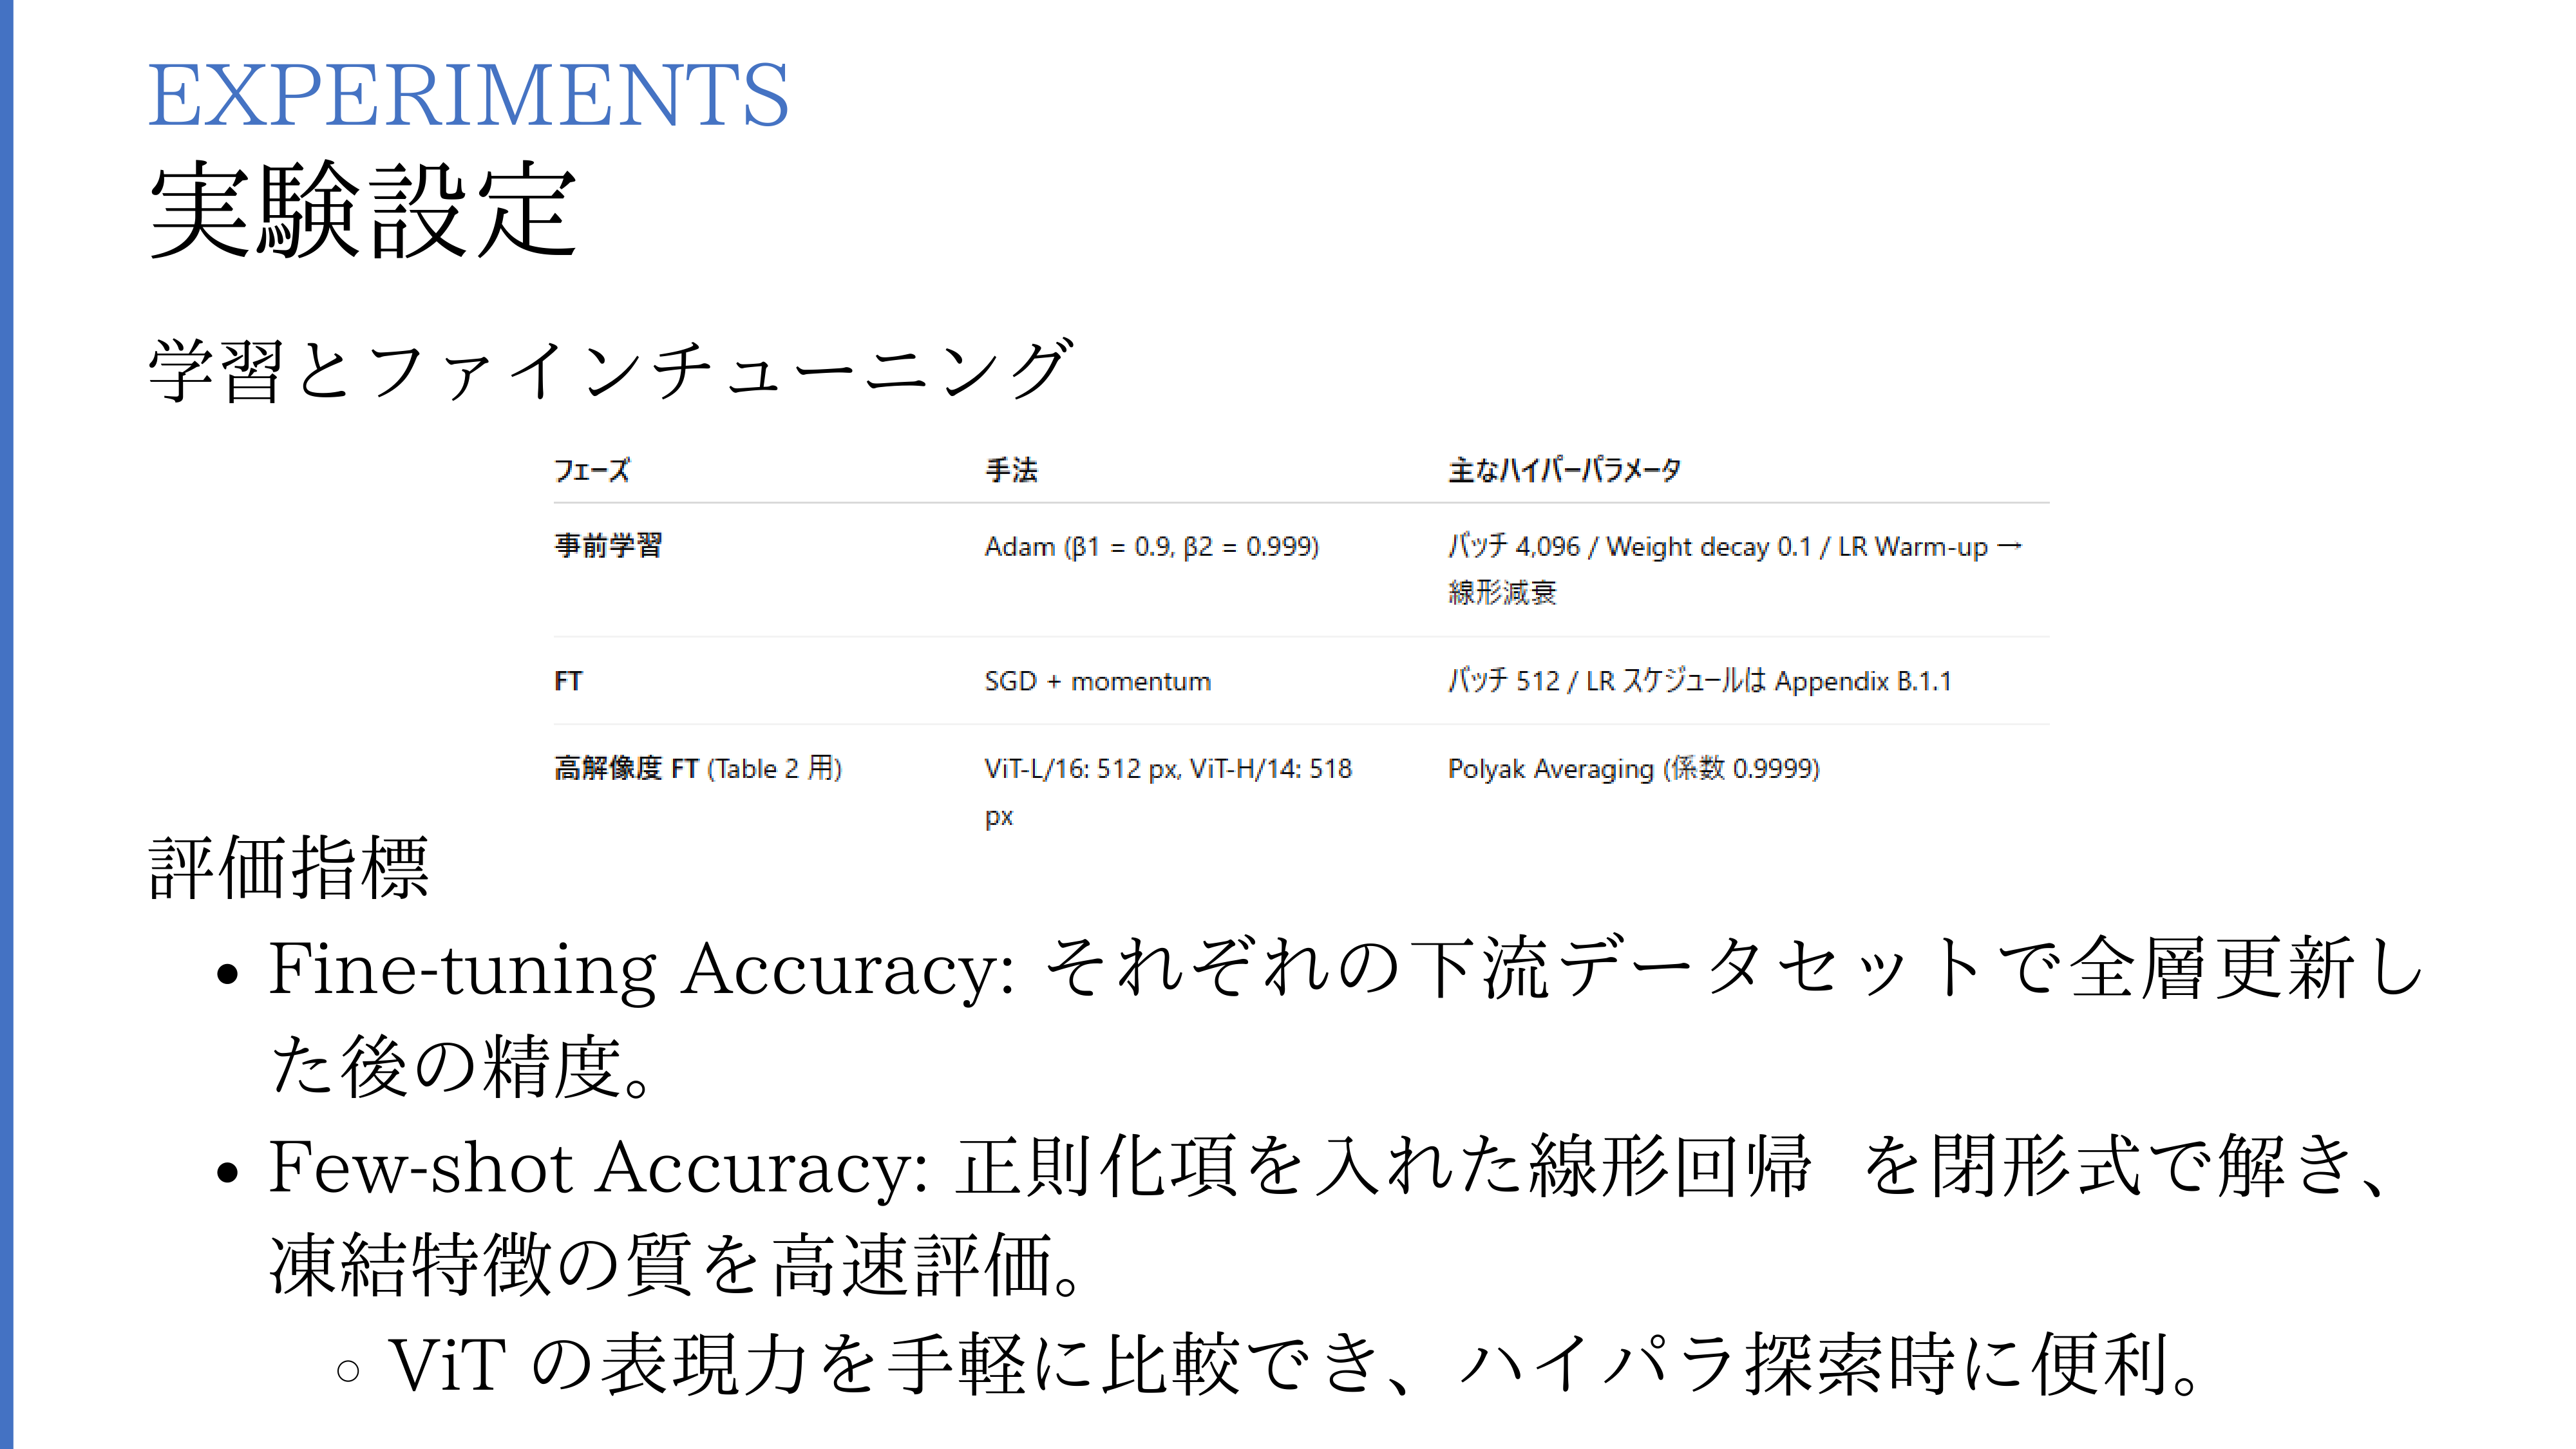 EXPERIMENTS
実験設定
学習とファインチューニング
フェーズ 手法 主なハイパーパラメータ
事前学習 Adam (β1 = 0.9, β2 = 0.999) バッチ 4,096 / Weight decay 0.1 / LR Warm-up →
線形減衰
FT SGD + momentum バッチ 512 / LR スケジュールは Appendix B.1.1
高解像度 FT (Table 2 用) ViT-L/16: 512 px, ViT-H/14: 518 Polyak Averaging (係数 0.9999)
px
評価指標
• Fine-tuning Accuracy: それぞれの下流データセットで全層更新し
た後の精度。
• Few-shot Accuracy: 正則化項を入れた線形回帰 を閉形式で解き、
凍結特徴の質を高速評価。
○ ViT の表現力を手軽に比較でき、ハイパラ探索時に便利。